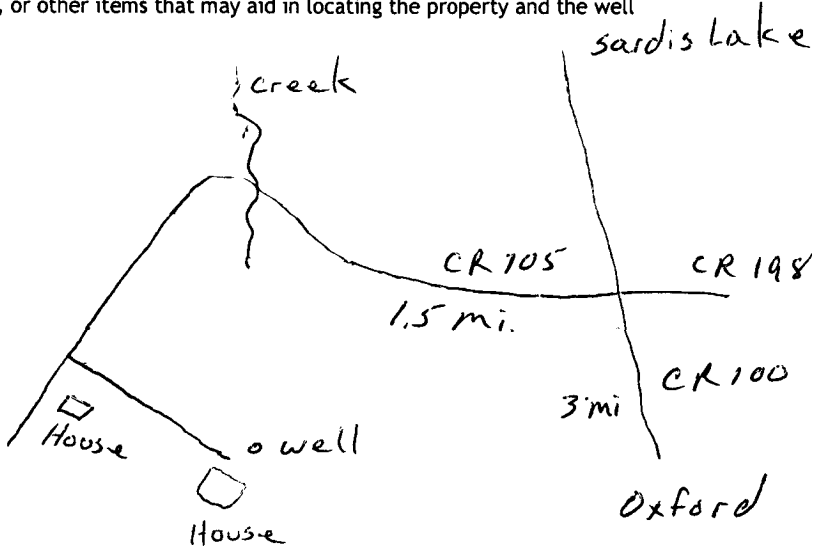 , or other items that may aid in locating the property and the well
Sardis Lake
Creek
CR 105
CR 198
1.5 mi.
CR 100
3 mi
House
well
Oxford
House